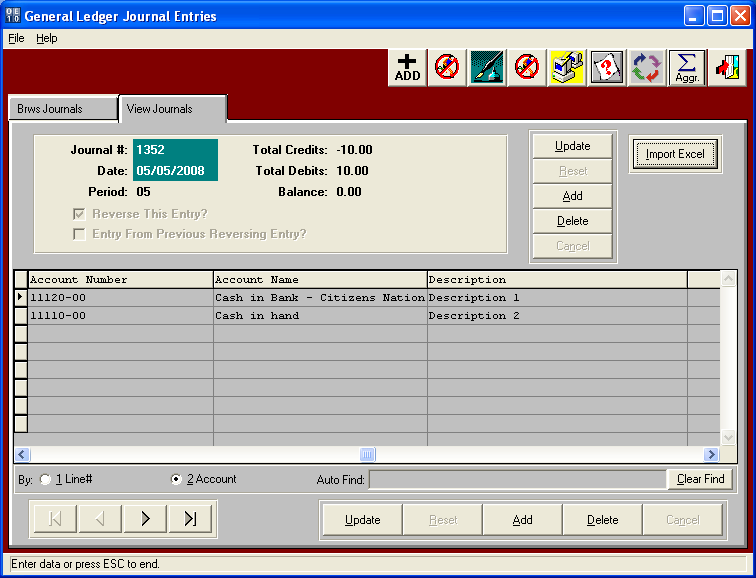 General Ledger Journal Entries
File Help
ADD Σ Aggr.
Brws Journals View Journals
Journal #: 1352 Total Credits: -10.00
Date: 05/05/2008 Total Debits: 10.00
Period: 05 Balance: 0.00
Reverse This Entry?
Entry From Previous Reversing Entry?
Update
Reset
Add
Delete
Cancel
Import Excel
Account Number Account Name Description
11120-00 Cash in Bank - Citizens Nation Description 1
11110-00 Cash in hand Description 2
By: 1 Line# 2 Account Auto Find: Clear Find
Update Reset Add Delete Cancel
Enter data or press ESC to end.